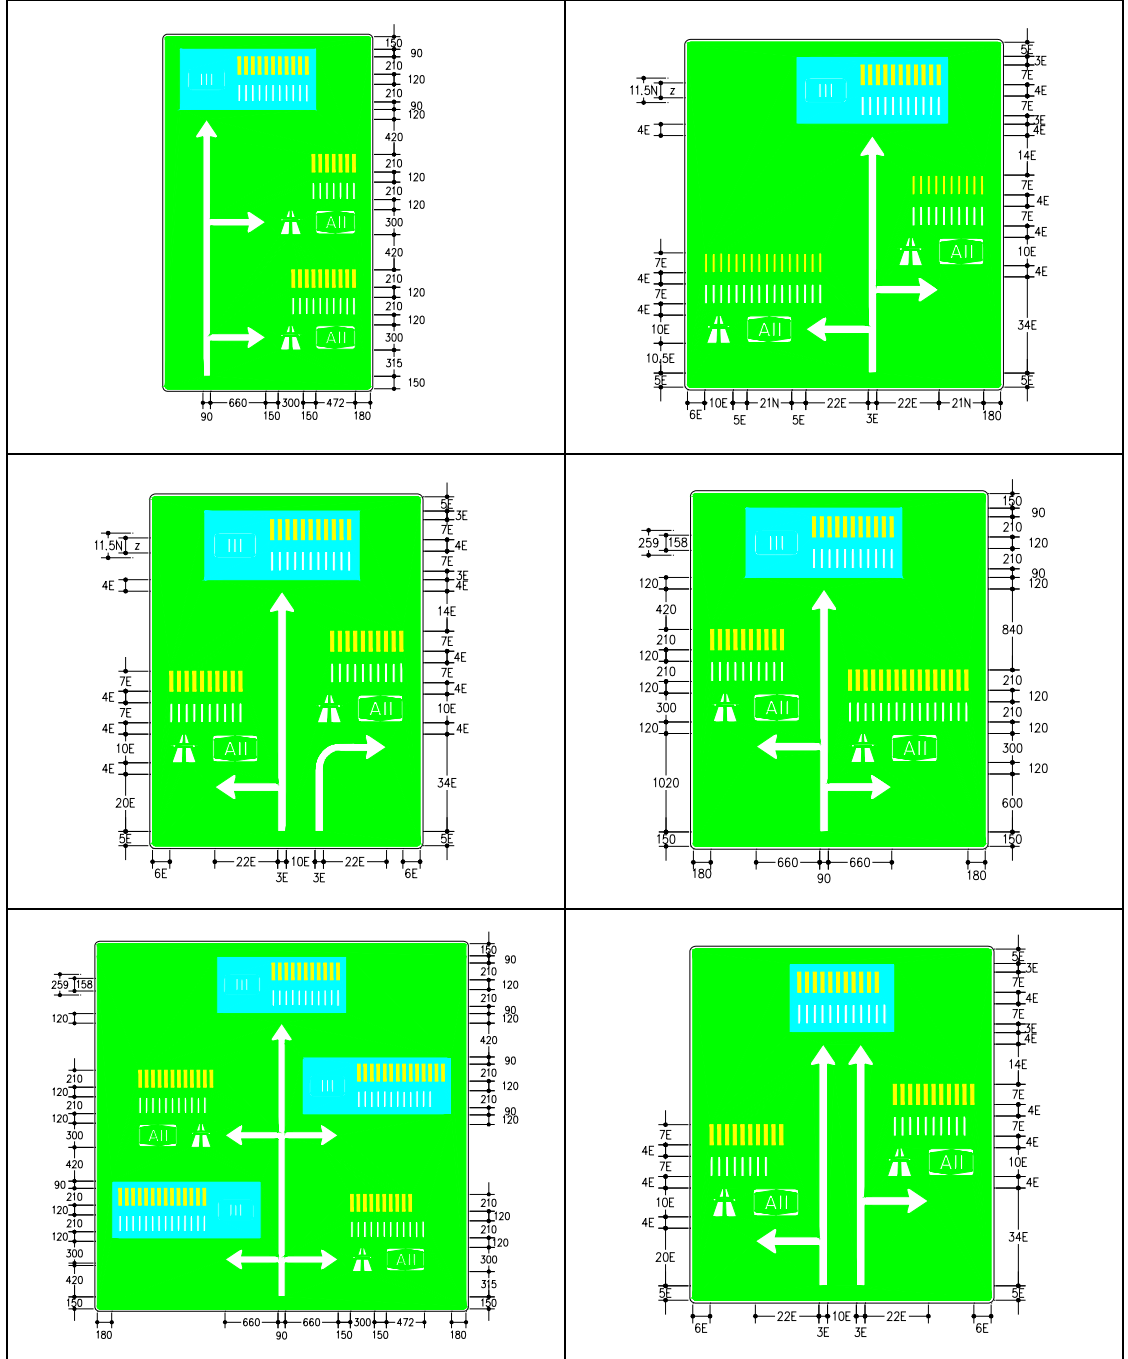 150
90
210
120
210
90
120
420
210
120
210
120
A11
300
420
210
120
210
120
A11
300
315
150
90 660 150 300 150 472 180
5E
3E
7E
11.5N z
4E
7E
3E
4E
4E
14E
7E
4E
7E
4E
A11
10E
4E
7E
4E
7E
4E
A11
10E
34E
10,5E
5E
5E
6E 10E 5E 21N 5E 22E 3E 22E 21N 180
5E
3E
7E
11.5N z
4E
7E
3E
4E
4E
14E
7E
4E
7E
4E
A11
10E
4E
7E
4E
7E
4E
A11
10E
4E
34E
20E
5E
5E
6E 22E 3E 10E 3E 22E 6E
150
90
210
259 158
120
210
90
120
120
420
840
210
120
210
120
300
A11
120
210
120
210
120
A11
300
120
1020
600
150
150
180 660 90 660 180
150
90
210
259 158
120
210
90
120
120
420
90
210
120
210
90
120
210
120
210
120
300
A11
420
90
210
120
210
120
300
420
150
210
120
210
120
A11
300
315
150
180 660 90 660 150 300 150 472 180
5E
3E
7E
4E
7E
3E
4E
14E
7E
4E
7E
4E
A11
10E
4E
7E
4E
7E
4E
A11
10E
4E
34E
20E
5E
5E
6E 22E 3E 10E 3E 22E 6E